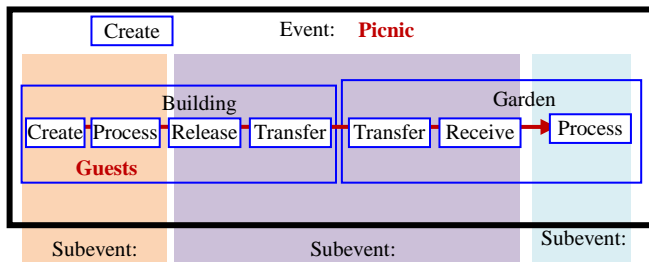 Create Event: Picnic
Building Garden
Create Process Release Transfer Transfer Receive Process
Guests
Subevent: Subevent: Subevent: